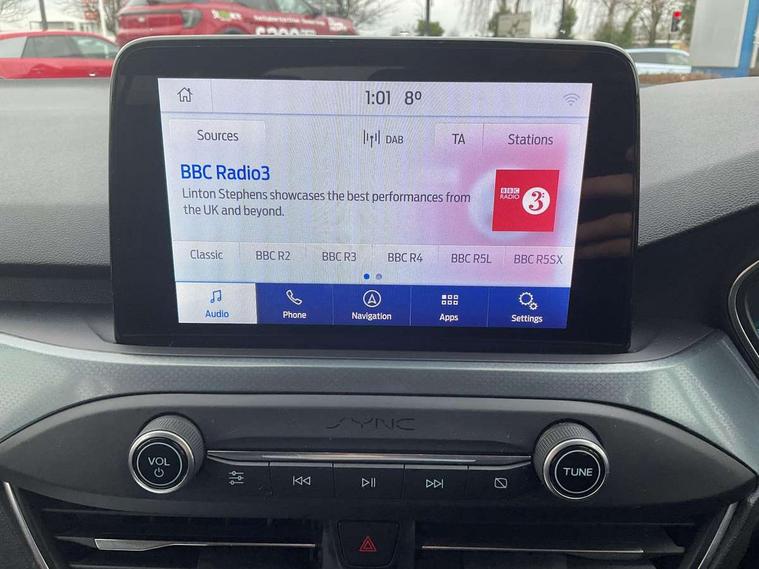 1:01 8º
Sources
DAB
TA
Stations
BBC Radio3
Linton Stephens showcases the best performances from
the UK and beyond.
BBC
RADIO
3
Classic
BBC R2
BBC R3
BBC R4
BBC R5L
BBC R5SX
Audio
Phone
Navigation
Apps
Settings
SYNC
VOL
TUNE